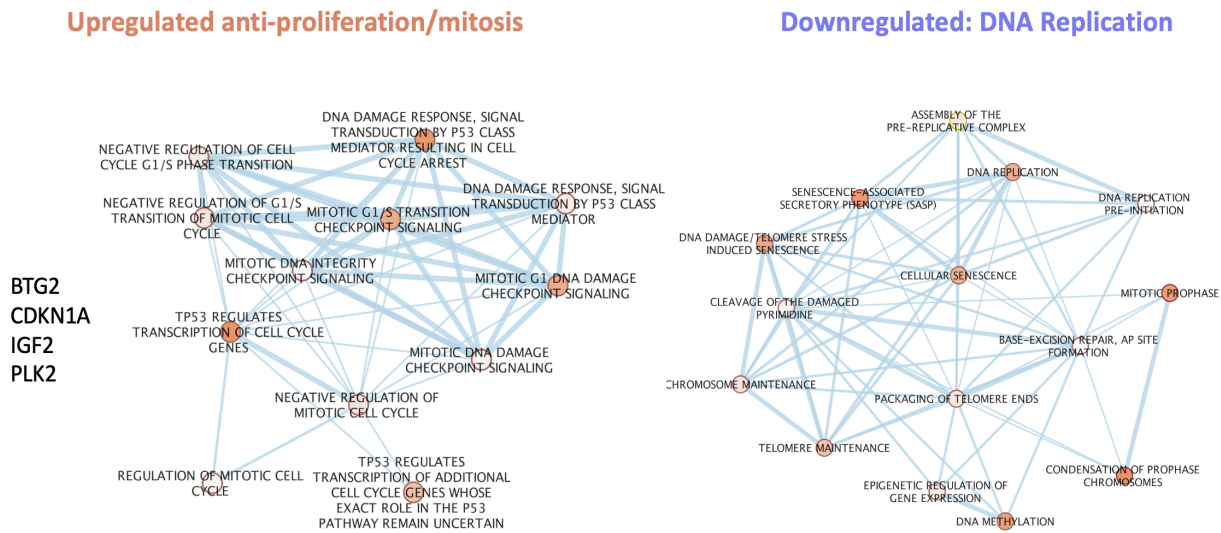 Upregulated anti-proliferation/mitosis
DNA DAMAGE RESPONSE, SIGNAL
TRANSDUCTION BY P53 CLASS
MEDIATOR RESULTING IN CELL
CYCLE ARREST
NEGATIVE REGULATION OF CELL
CYCLE G1/S PHASE TRANSITION
DNA DAMAGE RESPONSE, SIGNAL
TRANSDUCTION BY P53 CLASS
MEDIATOR
NEGATIVE REGULATION OF G1/S
TRANSITION OF MITOTIC CELL
CYCLE
MITOTIC G1/S TRANSITION
CHECKPOINT SIGNALING
MITOTIC DNA INTEGRITY
CHECKPOINT SIGNALING
MITOTIC G1 DNA DAMAGE
CHECKPOINT SIGNALING
BTG2
CDKN1A
IGF2
PLK2
TP53 REGULATES
TRANSCRIPTION OF CELL CYCLE
GENES
MITOTIC DNA DAMAGE
CHECKPOINT SIGNALING
NEGATIVE REGULATION OF
MITOTIC CELL CYCLE
REGULATION OF MITOTIC CELL
CYCLE
TP53 REGULATES
TRANSCRIPTION OF ADDITIONAL
CELL CYCLE GENES WHOSE
EXACT ROLE IN THE P53
PATHWAY REMAIN UNCERTAIN
Downregulated: DNA Replication
ASSEMBLY OF THE
PRE-REPLICATIVE COMPLEX
DNA REPLICATION
SENESCENCE-ASSOCIATED
SECRETORY PHENOTYPE (SASP)
DNA REPLICATION
PRE-INITIATION
DNA DAMAGE/TELOMERE STRESS
INDUCED SENESCENCE
CELLULAR SENESCENCE
MITOTIC PROPHASE
CLEAVAGE OF THE DAMAGED
PYRIMIDINE
BASE-EXCISION REPAIR, AP SITE
FORMATION
CHROMOSOME MAINTENANCE
PACKAGING OF TELOMERE ENDS
TELOMERE MAINTENANCE
CONDENSATION OF PROPHASE
CHROMOSOMES
EPIGENETIC REGULATION OF
GENE EXPRESSION
DNA METHYLATION